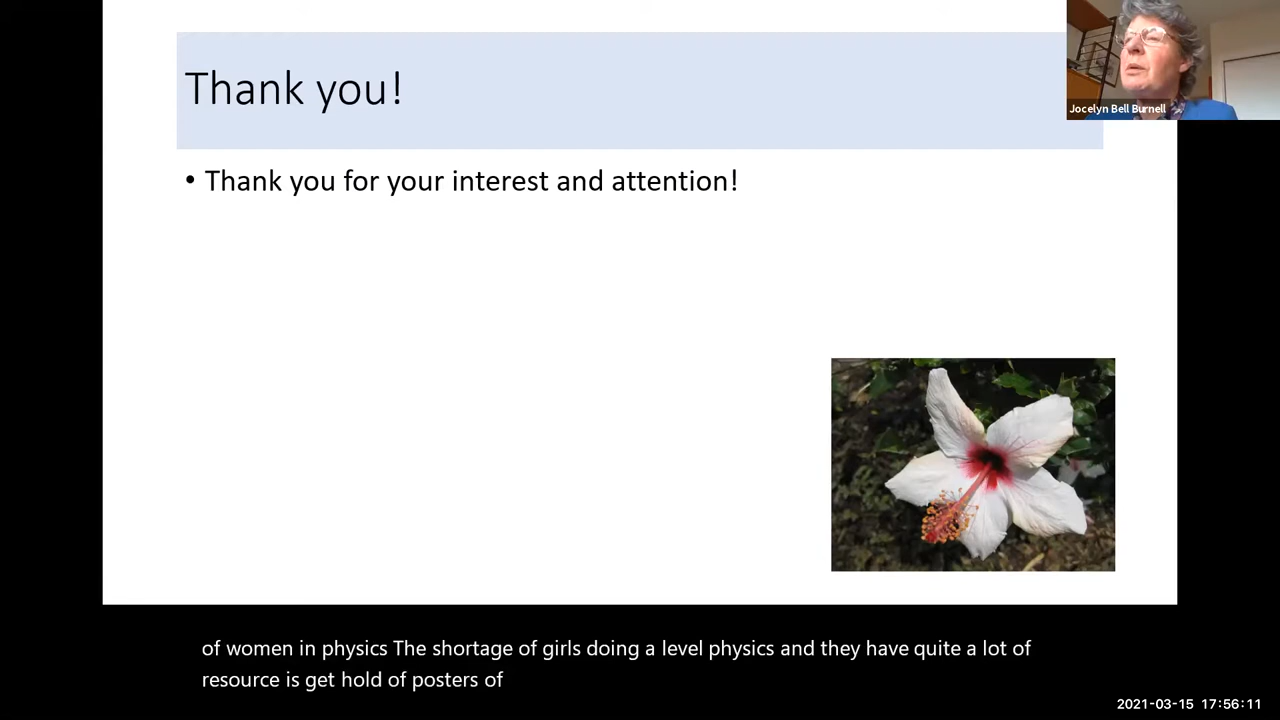 Thank you!
Jocelyn Bell Burnell
• Thank you for your interest and attention!
of women in physics The shortage of girls doing a level physics and they have quite a lot of
resource is get hold of posters of
2021-03-15 17:56:11